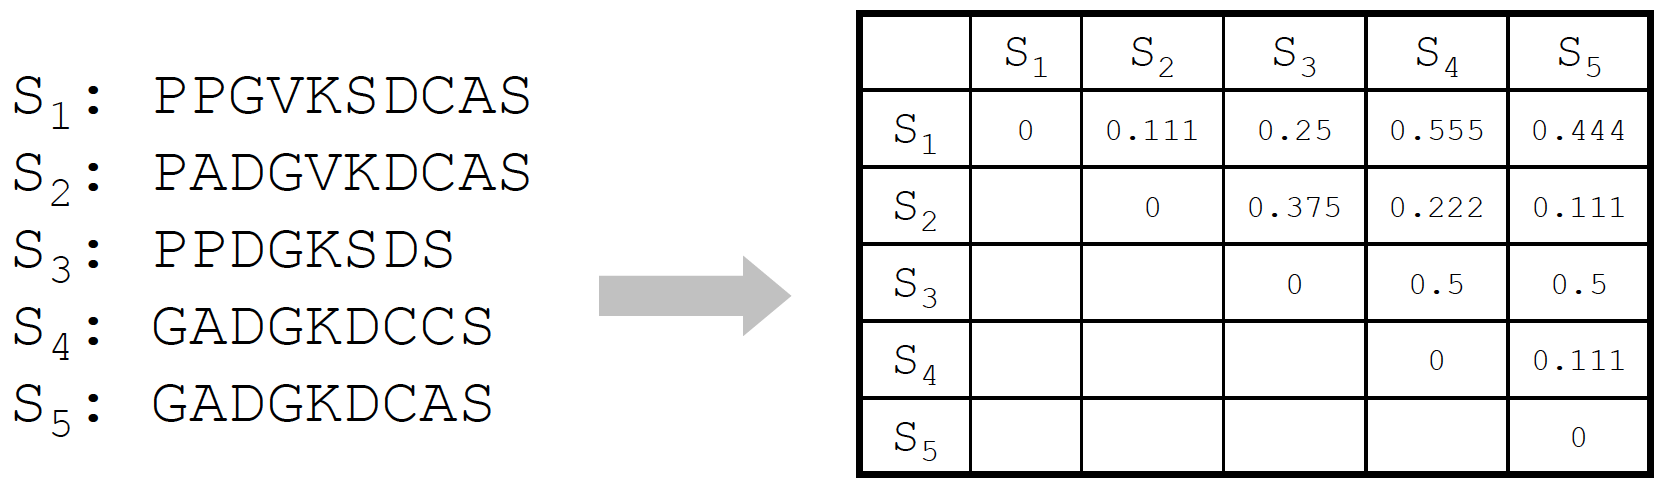 S₁: PPGVKSDCAS
S₂: PADGVKDCAS
S₃: PPDGKSDS
S₄: GADGKDCCS
S₅: GADGKDCAS
S₁ S₂ S₃ S₄ S₅
S₁ 0 0.111 0.25 0.555 0.444
S₂ 0 0.375 0.222 0.111
S₃ 0 0.5 0.5
S₄ 0 0.111
S₅ 0